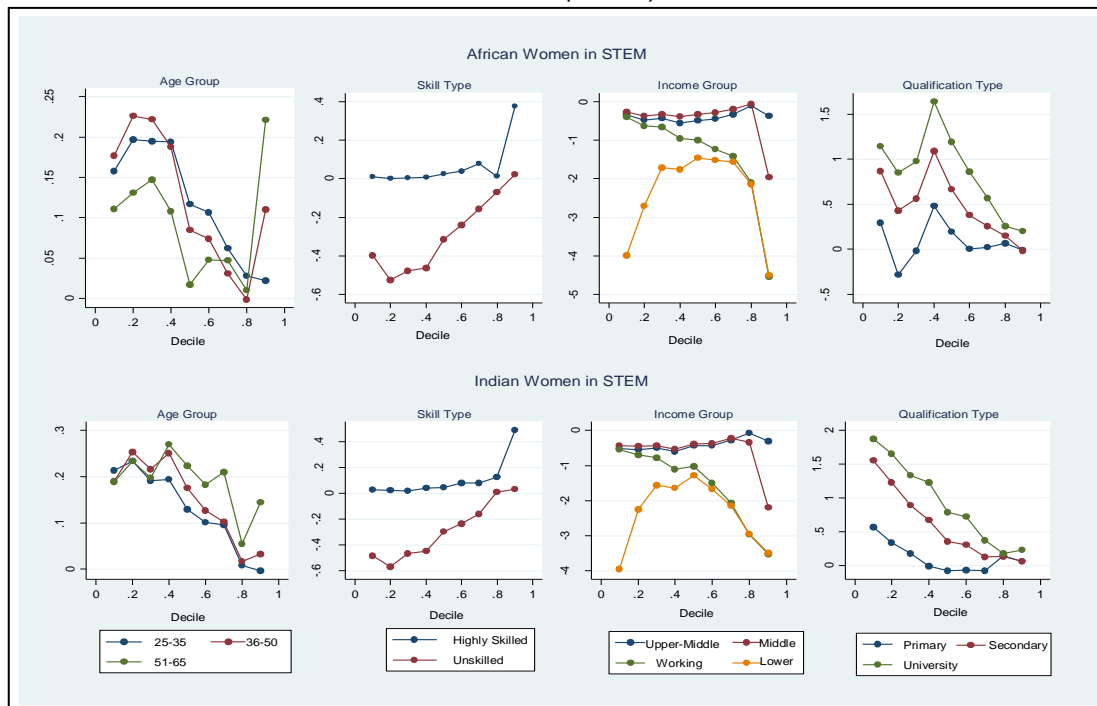 African Women in STEM
Age Group
.25
.2
.15
.1
.05
0
0 .2 .4 .6 .8 1
Decile
Skill Type
.4
.2
0
-.2
-.4
-.6
0 .2 .4 .6 .8 1
Decile
Income Group
0
-1
-2
-3
-4
-5
0 .2 .4 .6 .8 1
Decile
Qualification Type
1.5
1
.5
0
-.5
0 .2 .4 .6 .8 1
Decile
Indian Women in STEM
Age Group
.3
.2
.1
0
0 .2 .4 .6 .8 1
Decile
25-35 36-50
51-65
Skill Type
.4
.2
0
-.2
-.4
-.6
0 .2 .4 .6 .8 1
Decile
Highly Skilled
Unskilled
Income Group
0
-1
-2
-3
-4
0 .2 .4 .6 .8 1
Decile
Upper-Middle Middle
Working Lower
Qualification Type
2
1.5
1
.5
0
0 .2 .4 .6 .8 1
Decile
Primary Secondary
University